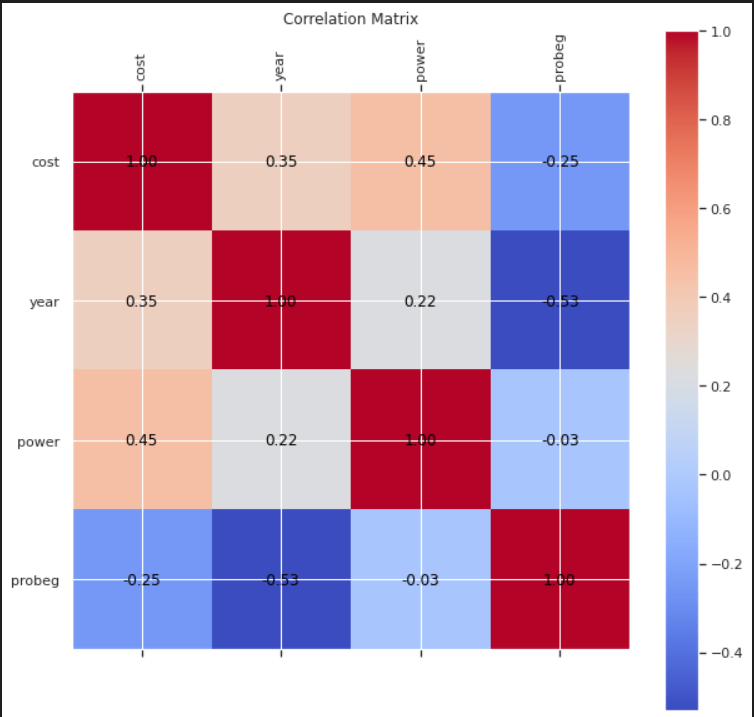 Correlation Matrix
cost year power probeg
cost 1.00 0.35 0.45 -0.25
year 0.35 1.00 0.22 -0.53
power 0.45 0.22 1.00 -0.03
probeg -0.25 -0.53 -0.03 1.00
1.0
0.8
0.6
0.4
0.2
0.0
−0.2
−0.4